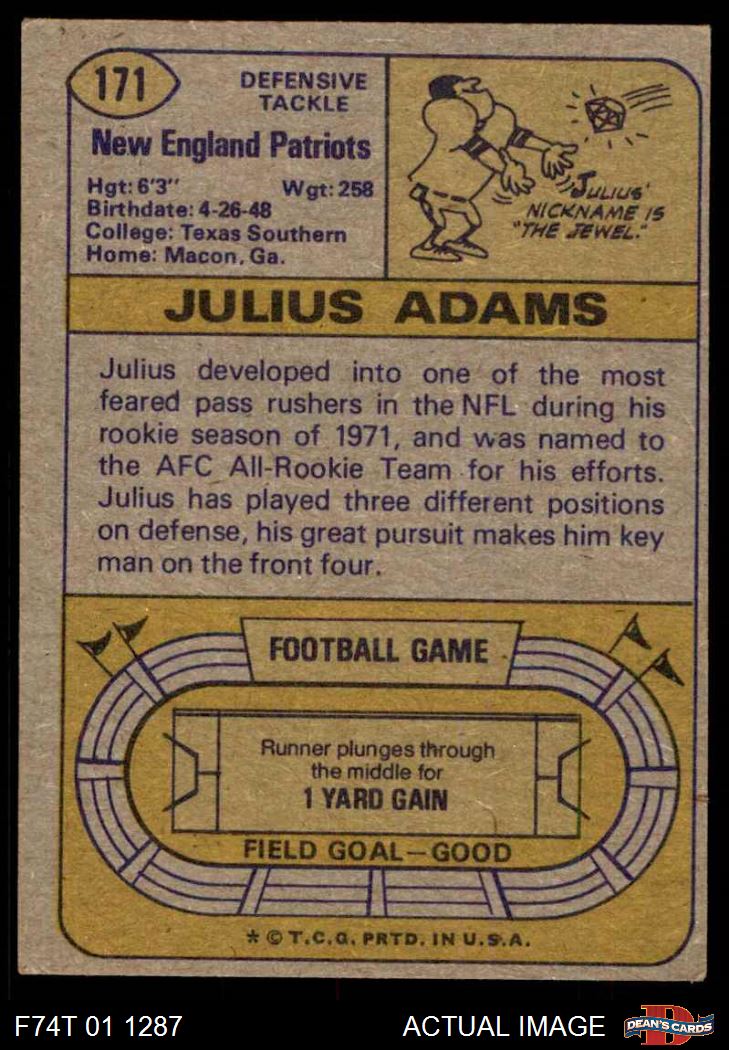 171
DEFENSIVE
TACKLE
New England Patriots
Hgt: 6'3" Wgt: 258
Birthdate: 4-26-48
College: Texas Southern
Home: Macon, Ga.
JULIUS'
NICKNAME IS
"THE JEWEL."
JULIUS ADAMS
Julius developed into one of the most
feared pass rushers in the NFL during his
rookie season of 1971, and was named to
the AFC All-Rookie Team for his efforts.
Julius has played three different positions
on defense, his great pursuit makes him key
man on the front four.
FOOTBALL GAME
Runner plunges through
the middle for
1 YARD GAIN
FIELD GOAL—GOOD
* © T.C.G. PRTD. IN U.S.A.
F74T 01 1287 ACTUAL IMAGE
D
DEAN'S CARDS